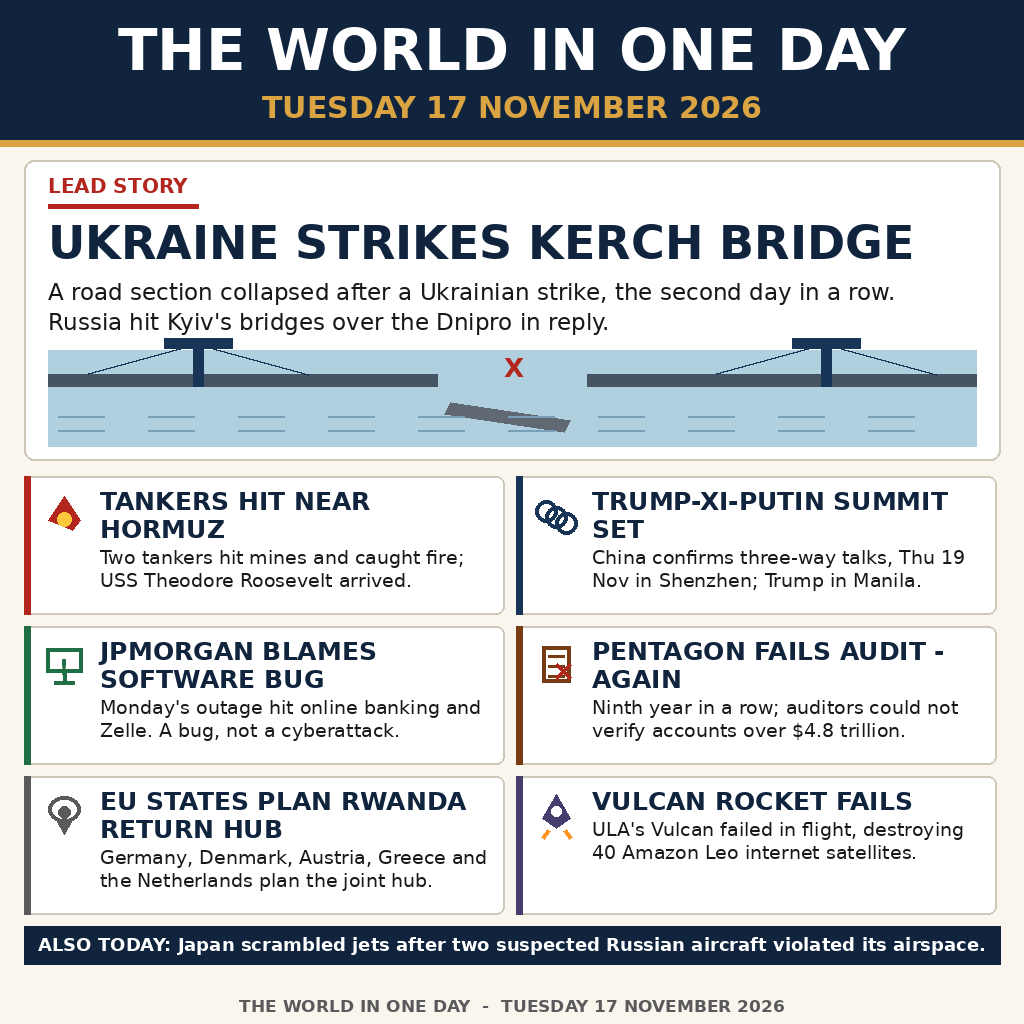 THE WORLD IN ONE DAY
TUESDAY 17 NOVEMBER 2026
LEAD STORY
UKRAINE STRIKES KERCH BRIDGE
A road section collapsed after a Ukrainian strike, the second day in a row.
Russia hit Kyiv's bridges over the Dnipro in reply.
X
TANKERS HIT NEAR
HORMUZ
Two tankers hit mines and caught fire;
USS Theodore Roosevelt arrived.
TRUMP-XI-PUTIN SUMMIT
SET
China confirms three-way talks, Thu 19
Nov in Shenzhen; Trump in Manila.
JPMORGAN BLAMES
SOFTWARE BUG
Monday's outage hit online banking and
Zelle. A bug, not a cyberattack.
PENTAGON FAILS AUDIT -
AGAIN
Ninth year in a row; auditors could not
verify accounts over $4.8 trillion.
EU STATES PLAN RWANDA
RETURN HUB
Germany, Denmark, Austria, Greece and
the Netherlands plan the joint hub.
VULCAN ROCKET FAILS
ULA's Vulcan failed in flight, destroying
40 Amazon Leo internet satellites.
ALSO TODAY: Japan scrambled jets after two suspected Russian aircraft violated its airspace.
THE WORLD IN ONE DAY - TUESDAY 17 NOVEMBER 2026